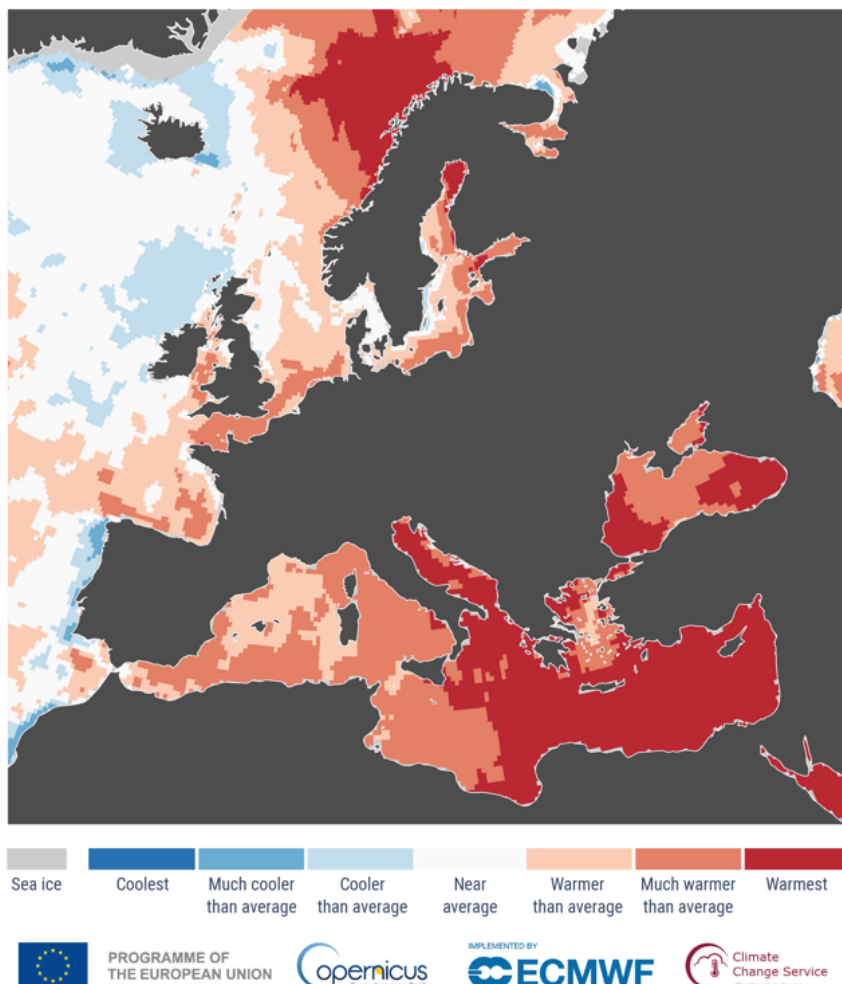 Sea ice
Coolest
Much cooler
than average
Cooler
than average
Near
average
Warmer
than average
Much warmer
than average
Warmest
PROGRAMME OF
THE EUROPEAN UNION
opernicus
IMPLEMENTED BY
ECMWF
Climate
Change Service